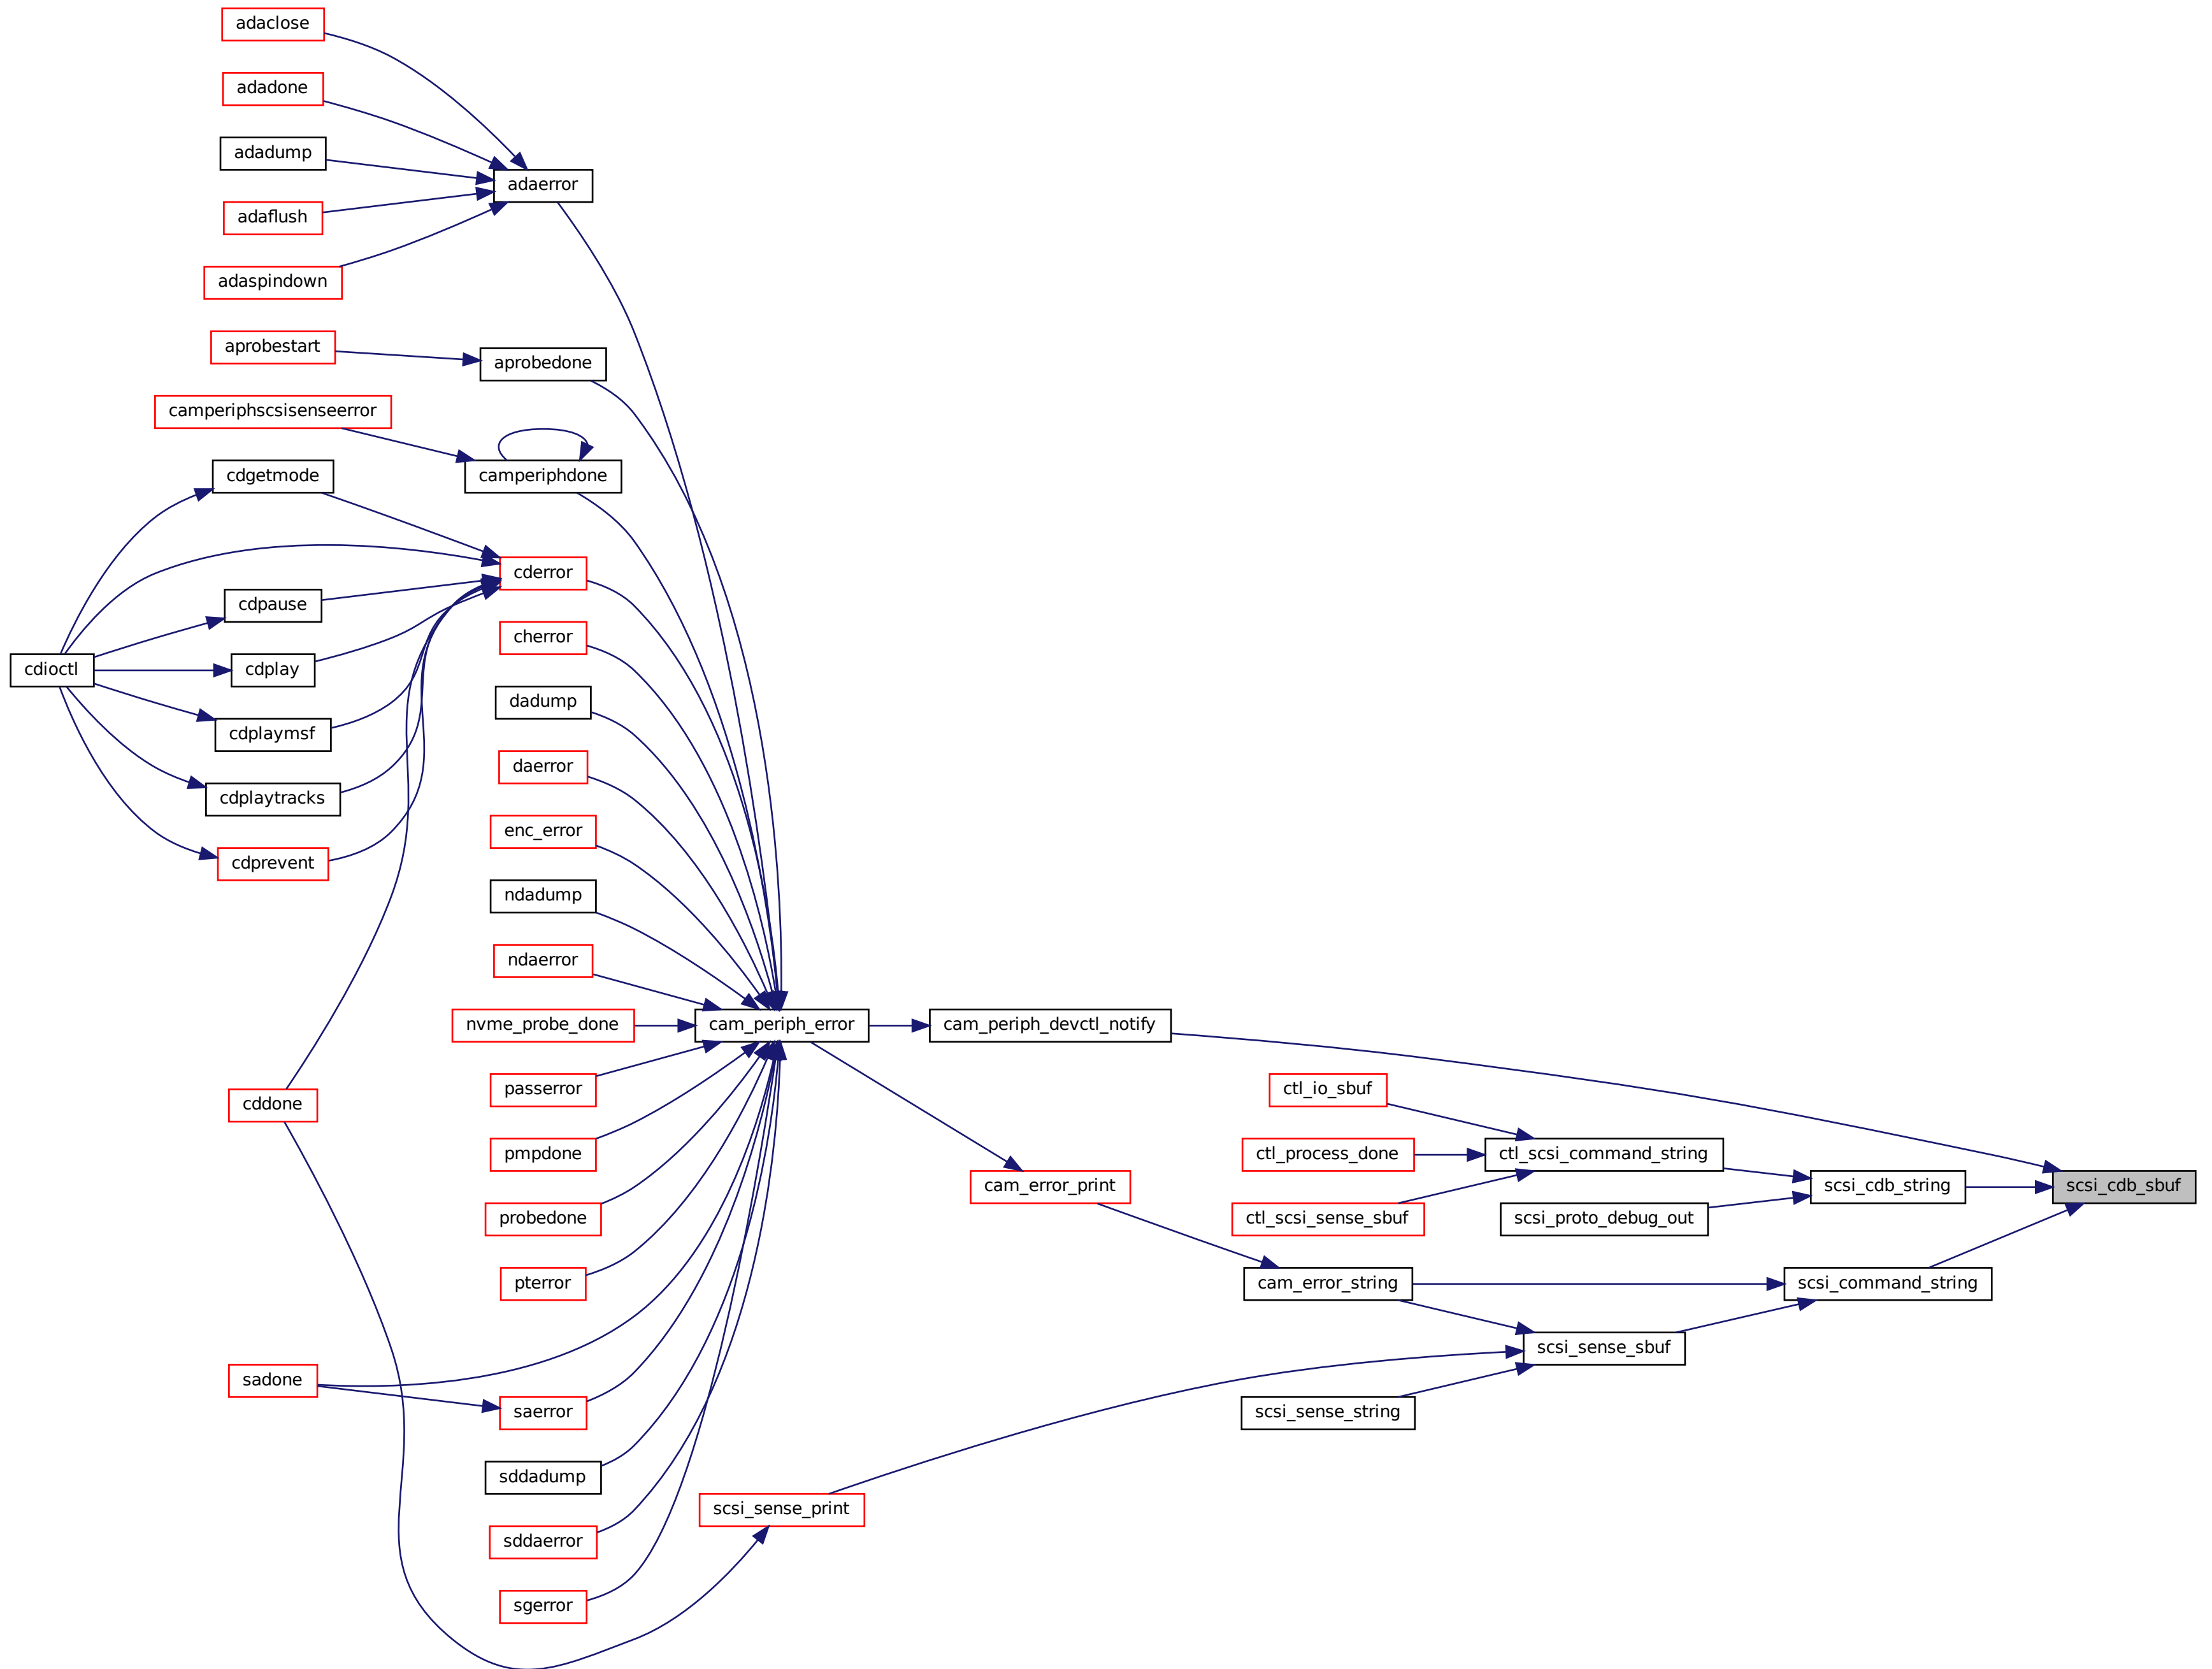 adaclose
adadone
adadump
adaerror
adaflush
adaspindown
aprobestart
aprobedone
camperiphscsisenseerror
cdgetmode
camperiphdone
cderror
cdpause
cherror
cdioctl
cdplay
dadump
cdplaymsf
daerror
cdplaytracks
enc_error
cdprevent
ndadump
ndaerror
nvme_probe_done
cam_periph_error
cam_periph_devctl_notify
passerror
ctl_io_sbuf
cddone
pmpdone
ctl_process_done
ctl_scsi_command_string
cam_error_print
scsi_cdb_string
scsi_cdb_sbuf
probedone
ctl_scsi_sense_sbuf
scsi_proto_debug_out
pterror
cam_error_string
scsi_command_string
scsi_sense_sbuf
sadone
saerror
scsi_sense_string
sddadump
scsi_sense_print
sddaerror
sgerror